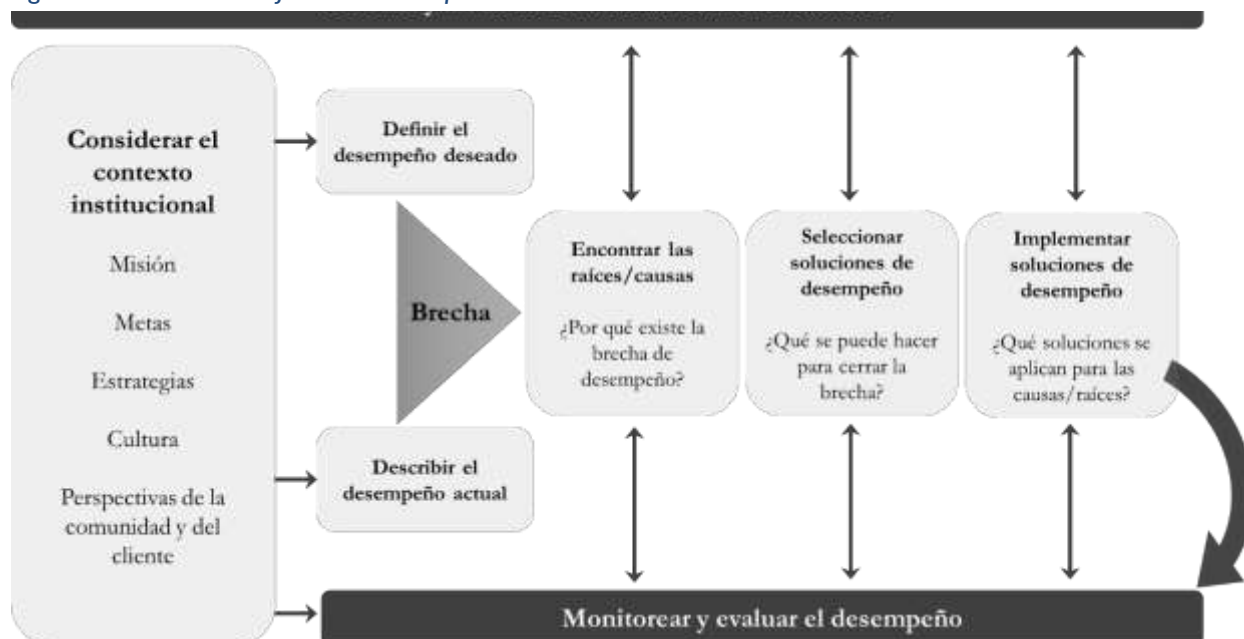 Considerar el
contexto
institucional
Misión
Metas
Estrategias
Cultura
Perspectivas de la
comunidad y del
cliente
Definir el
desempeño deseado
Brecha
Describir el
desempeño actual
Encontrar las
raíces/causas
¿Por qué existe la
brecha de
desempeño?
Seleccionar
soluciones de
desempeño
¿Qué se puede hacer
para cerrar la
brecha?
Implementar
soluciones de
desempeño
¿Qué soluciones se
aplican para las
causas/raíces?
Monitorear y evaluar el desempeño